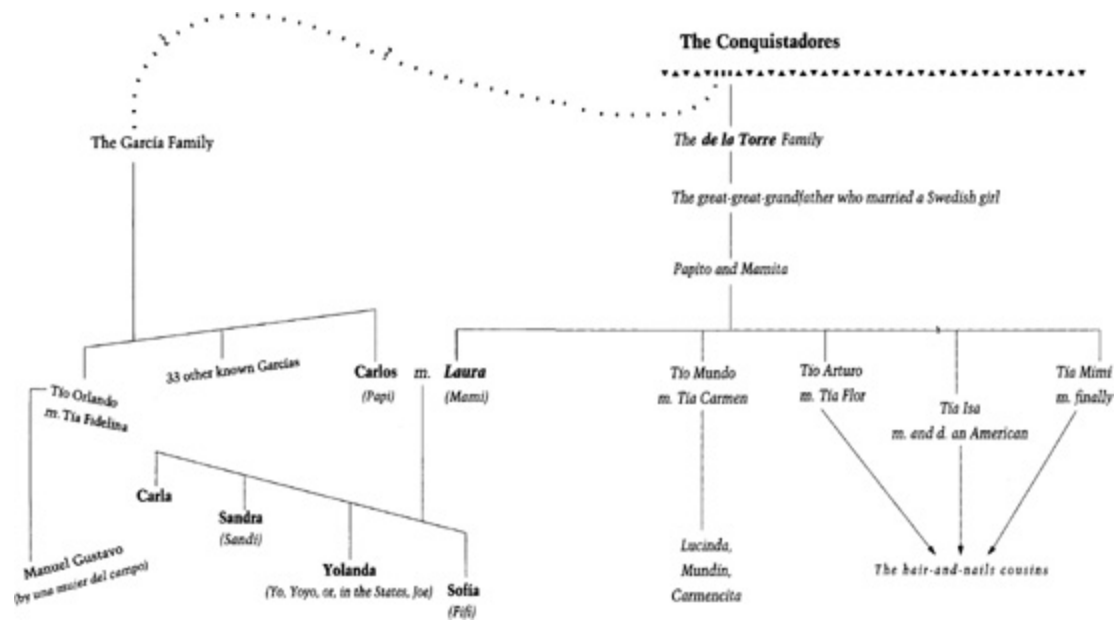 The Conquistadores
The García Family
The de la Torre Family
The great-great-grandfather who married a Swedish girl
Papito and Mamita
Tío Orlando
m. Tía Fidelina
33 other known Garcías
Carlos m. Laura
(Papi) (Mami)
Tío Mundo
m. Tía Carmen
Tío Arturo
m. Tía Flor
Tía Isa
m. and d. an American
Tía Mimí
m. finally
Carla
Sandra
(Sandi)
Yolanda
(Yo, Yoyo, or, in the States, Joe)
Sofía
(Fifi)
Manuel Gustavo
(by una mujer del campo)
Lucinda,
Mundín,
Carmencita
The hair-and-nails cousins